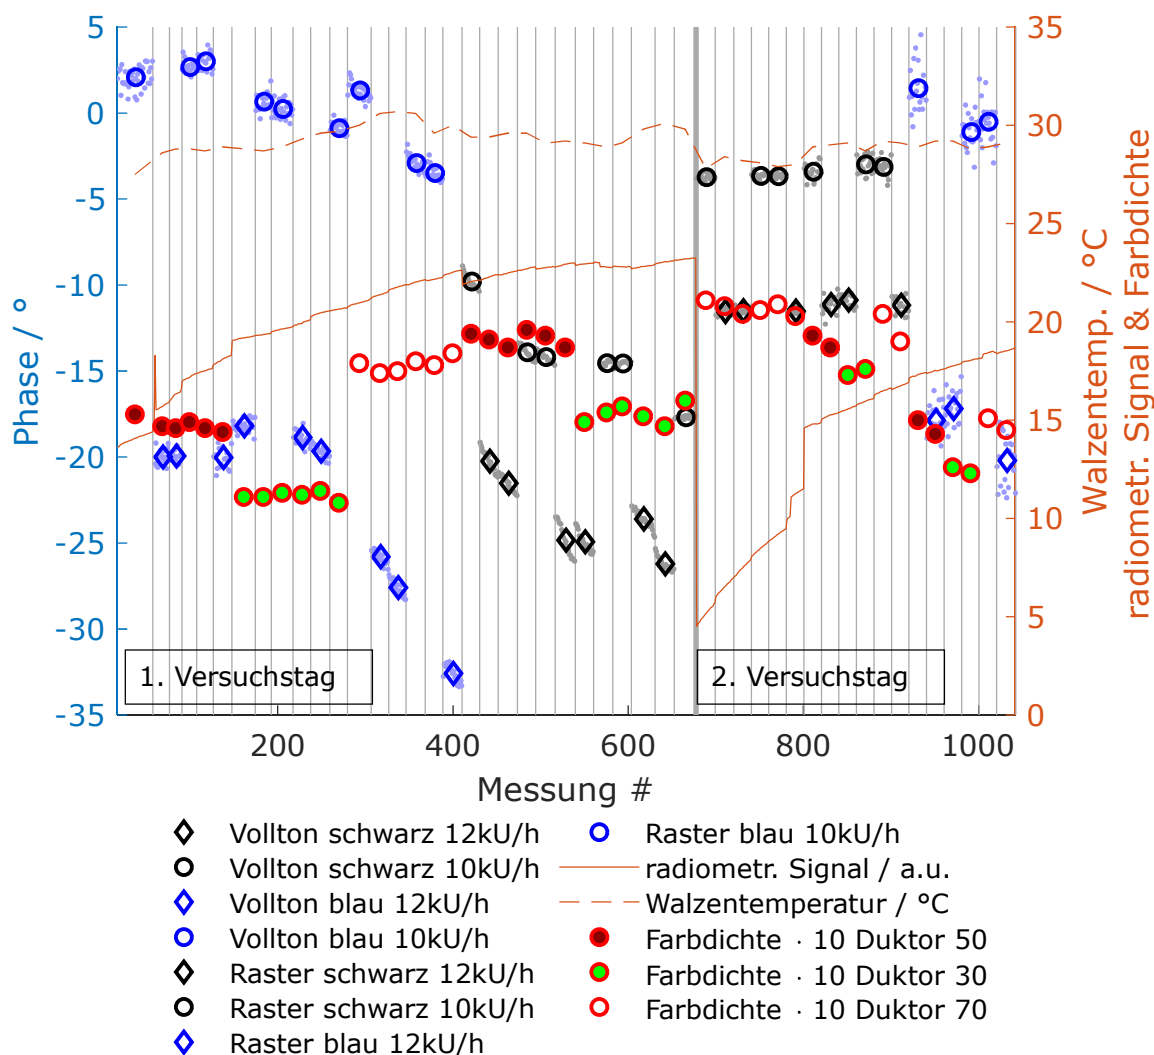 5
0
-5
-10
-15
-20
-25
-30
-35
Phase / °
35
30
25
20
15
10
5
0
Walzentemp. / °C
radiometr. Signal & Farbdichte
1. Versuchstag
2. Versuchstag
200 400 600 800 1000
Messung #
Vollton schwarz 12kU/h
Vollton schwarz 10kU/h
Vollton blau 12kU/h
Vollton blau 10kU/h
Raster schwarz 12kU/h
Raster schwarz 10kU/h
Raster blau 12kU/h
Raster blau 10kU/h
radiometr. Signal / a.u.
Walzentemperatur / °C
Farbdichte · 10 Duktor 50
Farbdichte · 10 Duktor 30
Farbdichte · 10 Duktor 70